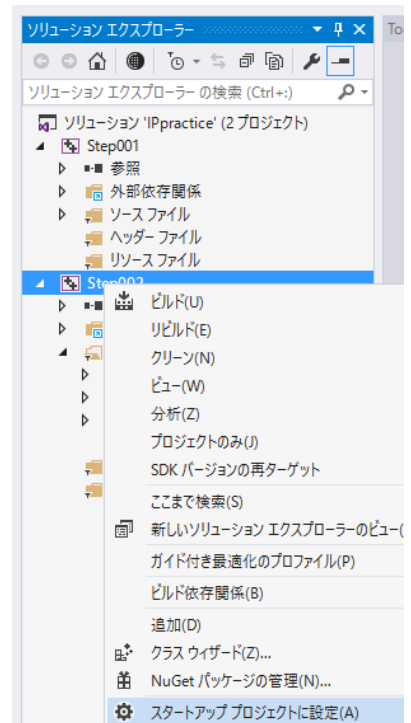 ソリューション エクスプローラー
To
ソリューション エクスプローラー の検索 (Ctrl+:)
ソリューション 'IPpractice' (2 プロジェクト)
Step001
参照
外部依存関係
ソース ファイル
ヘッダー ファイル
リソース ファイル
Step002
ビルド(U)
リビルド(E)
クリーン(N)
ビュー(W)
分析(Z)
プロジェクトのみ(J)
SDK バージョンの再ターゲット
ここまで検索(S)
新しいソリューション エクスプローラーのビュー(
ガイド付き最適化のプロファイル(P)
ビルド依存関係(B)
追加(D)
クラス ウィザード(Z)...
NuGet パッケージの管理(N)...
スタートアップ プロジェクトに設定(A)